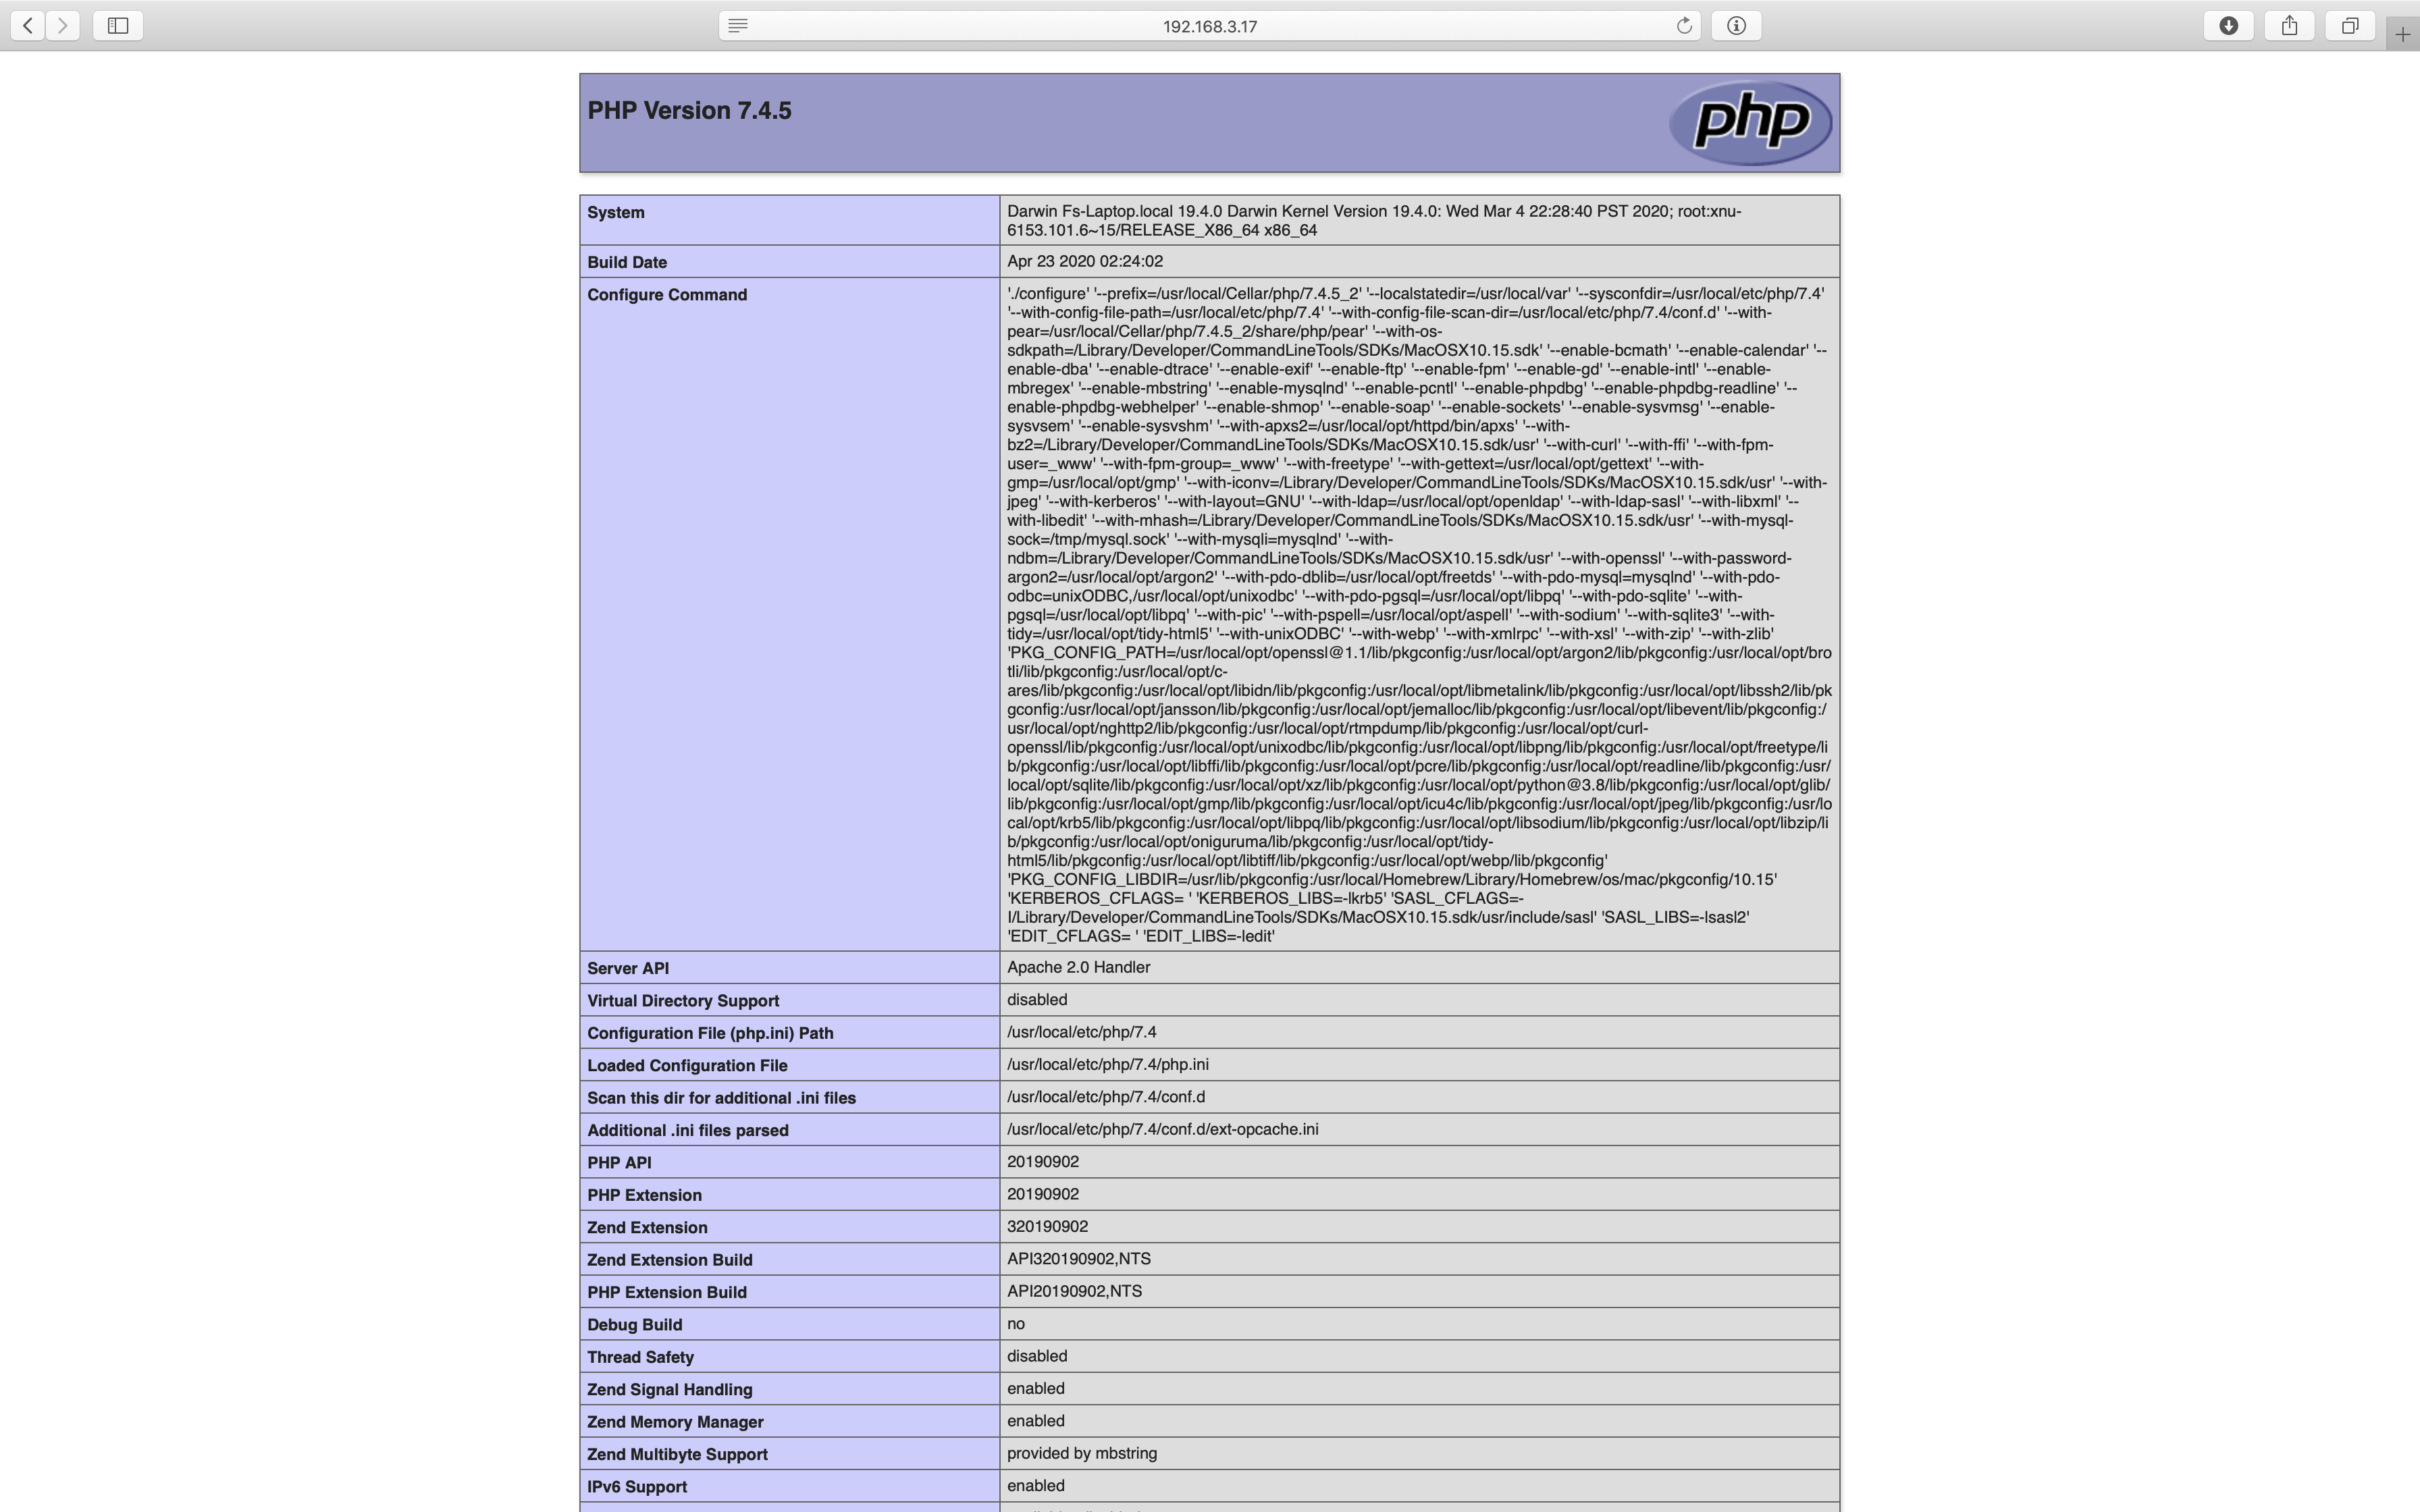 192.168.3.17
PHP Version 7.4.5
php
System
Darwin Fs-Laptop.local 19.4.0 Darwin Kernel Version 19.4.0: Wed Mar 4 22:28:40 PST 2020; root:xnu-
6153.101.6~15/RELEASE_X86_64 x86_64
Build Date
Apr 23 2020 02:24:02
Configure Command
'./configure' '--prefix=/usr/local/Cellar/php/7.4.5_2' '--localstatedir=/usr/local/var' '--sysconfdir=/usr/local/etc/php/7.4'
'--with-config-file-path=/usr/local/etc/php/7.4' '--with-config-file-scan-dir=/usr/local/etc/php/7.4/conf.d' '--with-
pear=/usr/local/Cellar/php/7.4.5_2/share/php/pear' '--with-os-
sdkpath=/Library/Developer/CommandLineTools/SDKs/MacOSX10.15.sdk' '--enable-bcmath' '--enable-calendar' '--
enable-dba' '--enable-dtrace' '--enable-exif' '--enable-ftp' '--enable-fpm' '--enable-gd' '--enable-intl' '--enable-
mbregex' '--enable-mbstring' '--enable-mysqlnd' '--enable-pcntl' '--enable-phpdbg' '--enable-phpdbg-readline' '--
enable-phpdbg-webhelper' '--enable-shmop' '--enable-soap' '--enable-sockets' '--enable-sysvmsg' '--enable-
sysvsem' '--enable-sysvshm' '--with-apxs2=/usr/local/opt/httpd/bin/apxs' '--with-
bz2=/Library/Developer/CommandLineTools/SDKs/MacOSX10.15.sdk/usr' '--with-curl' '--with-ffi' '--with-fpm-
user=_www' '--with-fpm-group=_www' '--with-freetype' '--with-gettext=/usr/local/opt/gettext' '--with-
gmp=/usr/local/opt/gmp' '--with-iconv=/Library/Developer/CommandLineTools/SDKs/MacOSX10.15.sdk/usr' '--with-
jpeg' '--with-kerberos' '--with-layout=GNU' '--with-ldap=/usr/local/opt/openldap' '--with-ldap-sasl' '--with-libxml' '--
with-libedit' '--with-mhash=/Library/Developer/CommandLineTools/SDKs/MacOSX10.15.sdk/usr' '--with-mysql-
sock=/tmp/mysql.sock' '--with-mysqli=mysqlnd' '--with-
ndbm=/Library/Developer/CommandLineTools/SDKs/MacOSX10.15.sdk/usr' '--with-openssl' '--with-password-
argon2=/usr/local/opt/argon2' '--with-pdo-dblib=/usr/local/opt/freetds' '--with-pdo-mysql=mysqlnd' '--with-pdo-
odbc=unixODBC,/usr/local/opt/unixodbc' '--with-pdo-pgsql=/usr/local/opt/libpq' '--with-pdo-sqlite' '--with-
pgsql=/usr/local/opt/libpq' '--with-pic' '--with-pspell=/usr/local/opt/aspell' '--with-sodium' '--with-sqlite3' '--with-
tidy=/usr/local/opt/tidy-html5' '--with-unixODBC' '--with-webp' '--with-xmlrpc' '--with-xsl' '--with-zip' '--with-zlib'
'PKG_CONFIG_PATH=/usr/local/opt/openssl@1.1/lib/pkgconfig:/usr/local/opt/argon2/lib/pkgconfig:/usr/local/opt/bro
tli/lib/pkgconfig:/usr/local/opt/c-
ares/lib/pkgconfig:/usr/local/opt/libidn/lib/pkgconfig:/usr/local/opt/libmetalink/lib/pkgconfig:/usr/local/opt/libssh2/lib/pk
gconfig:/usr/local/opt/jansson/lib/pkgconfig:/usr/local/opt/jemalloc/lib/pkgconfig:/usr/local/opt/libevent/lib/pkgconfig:/
usr/local/opt/nghttp2/lib/pkgconfig:/usr/local/opt/rtmpdump/lib/pkgconfig:/usr/local/opt/curl-
openssl/lib/pkgconfig:/usr/local/opt/unixodbc/lib/pkgconfig:/usr/local/opt/libpng/lib/pkgconfig:/usr/local/opt/freetype/li
b/pkgconfig:/usr/local/opt/libffi/lib/pkgconfig:/usr/local/opt/pcre/lib/pkgconfig:/usr/local/opt/readline/lib/pkgconfig:/usr/
local/opt/sqlite/lib/pkgconfig:/usr/local/opt/xz/lib/pkgconfig:/usr/local/opt/python@3.8/lib/pkgconfig:/usr/local/opt/glib/
lib/pkgconfig:/usr/local/opt/gmp/lib/pkgconfig:/usr/local/opt/icu4c/lib/pkgconfig:/usr/local/opt/jpeg/lib/pkgconfig:/usr/lo
cal/opt/krb5/lib/pkgconfig:/usr/local/opt/libpq/lib/pkgconfig:/usr/local/opt/libsodium/lib/pkgconfig:/usr/local/opt/libzip/li
b/pkgconfig:/usr/local/opt/oniguruma/lib/pkgconfig:/usr/local/opt/tidy-
html5/lib/pkgconfig:/usr/local/opt/libtiff/lib/pkgconfig:/usr/local/opt/webp/lib/pkgconfig'
'PKG_CONFIG_LIBDIR=/usr/lib/pkgconfig:/usr/local/Homebrew/Library/Homebrew/os/mac/pkgconfig/10.15'
'KERBEROS_CFLAGS= ' 'KERBEROS_LIBS=-lkrb5' 'SASL_CFLAGS=-
I/Library/Developer/CommandLineTools/SDKs/MacOSX10.15.sdk/usr/include/sasl' 'SASL_LIBS=-lsasl2'
'EDIT_CFLAGS= ' 'EDIT_LIBS=-ledit'
Server API
Apache 2.0 Handler
Virtual Directory Support
disabled
Configuration File (php.ini) Path
/usr/local/etc/php/7.4
Loaded Configuration File
/usr/local/etc/php/7.4/php.ini
Scan this dir for additional .ini files
/usr/local/etc/php/7.4/conf.d
Additional .ini files parsed
/usr/local/etc/php/7.4/conf.d/ext-opcache.ini
PHP API
20190902
PHP Extension
20190902
Zend Extension
320190902
Zend Extension Build
API320190902,NTS
PHP Extension Build
API20190902,NTS
Debug Build
no
Thread Safety
disabled
Zend Signal Handling
enabled
Zend Memory Manager
enabled
Zend Multibyte Support
provided by mbstring
IPv6 Support
enabled